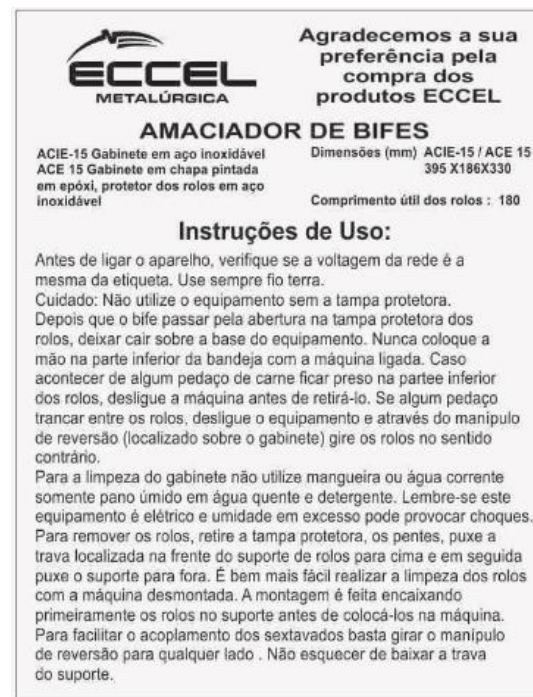 ECCEL
METALÚRGICA
Agradecemos a sua
preferência pela
compra dos
produtos ECCEL
AMACIADOR DE BIFES
ACIE-15 Gabinete em aço inoxidável
ACE 15 Gabinete em chapa pintada
em epóxi, protetor dos rolos em aço
inoxidável
Dimensões (mm) ACIE-15 / ACE 15
395 X186X330
Comprimento útil dos rolos : 180
Instruções de Uso:
Antes de ligar o aparelho, verifique se a voltagem da rede é a
mesma da etiqueta. Use sempre fio terra.
Cuidado: Não utilize o equipamento sem a tampa protetora.
Depois que o bife passar pela abertura na tampa protetora dos
rolos, deixar cair sobre a base do equipamento. Nunca coloque a
mão na parte inferior da bandeja com a máquina ligada. Caso
acontecer de algum pedaço de carne ficar preso na partee inferior
dos rolos, desligue a máquina antes de retirá-lo. Se algum pedaço
trancar entre os rolos, desligue o equipamento e através do manípulo
de reversão (localizado sobre o gabinete) gire os rolos no sentido
contrário.
Para a limpeza do gabinete não utilize mangueira ou água corrente
somente pano úmido em água quente e detergente. Lembre-se este
equipamento é elétrico e umidade em excesso pode provocar choques.
Para remover os rolos, retire a tampa protetora, os pentes, puxe a
trava localizada na frente do suporte de rolos para cima e em seguida
puxe o suporte para fora. É bem mais fácil realizar a limpeza dos rolos
com a máquina desmontada. A montagem é feita encaixando
primeiramente os rolos no suporte antes de colocá-los na máquina.
Para facilitar o acoplamento dos sextavados basta girar o manípulo
de reversão para qualquer lado . Não esquecer de baixar a trava
do suporte.